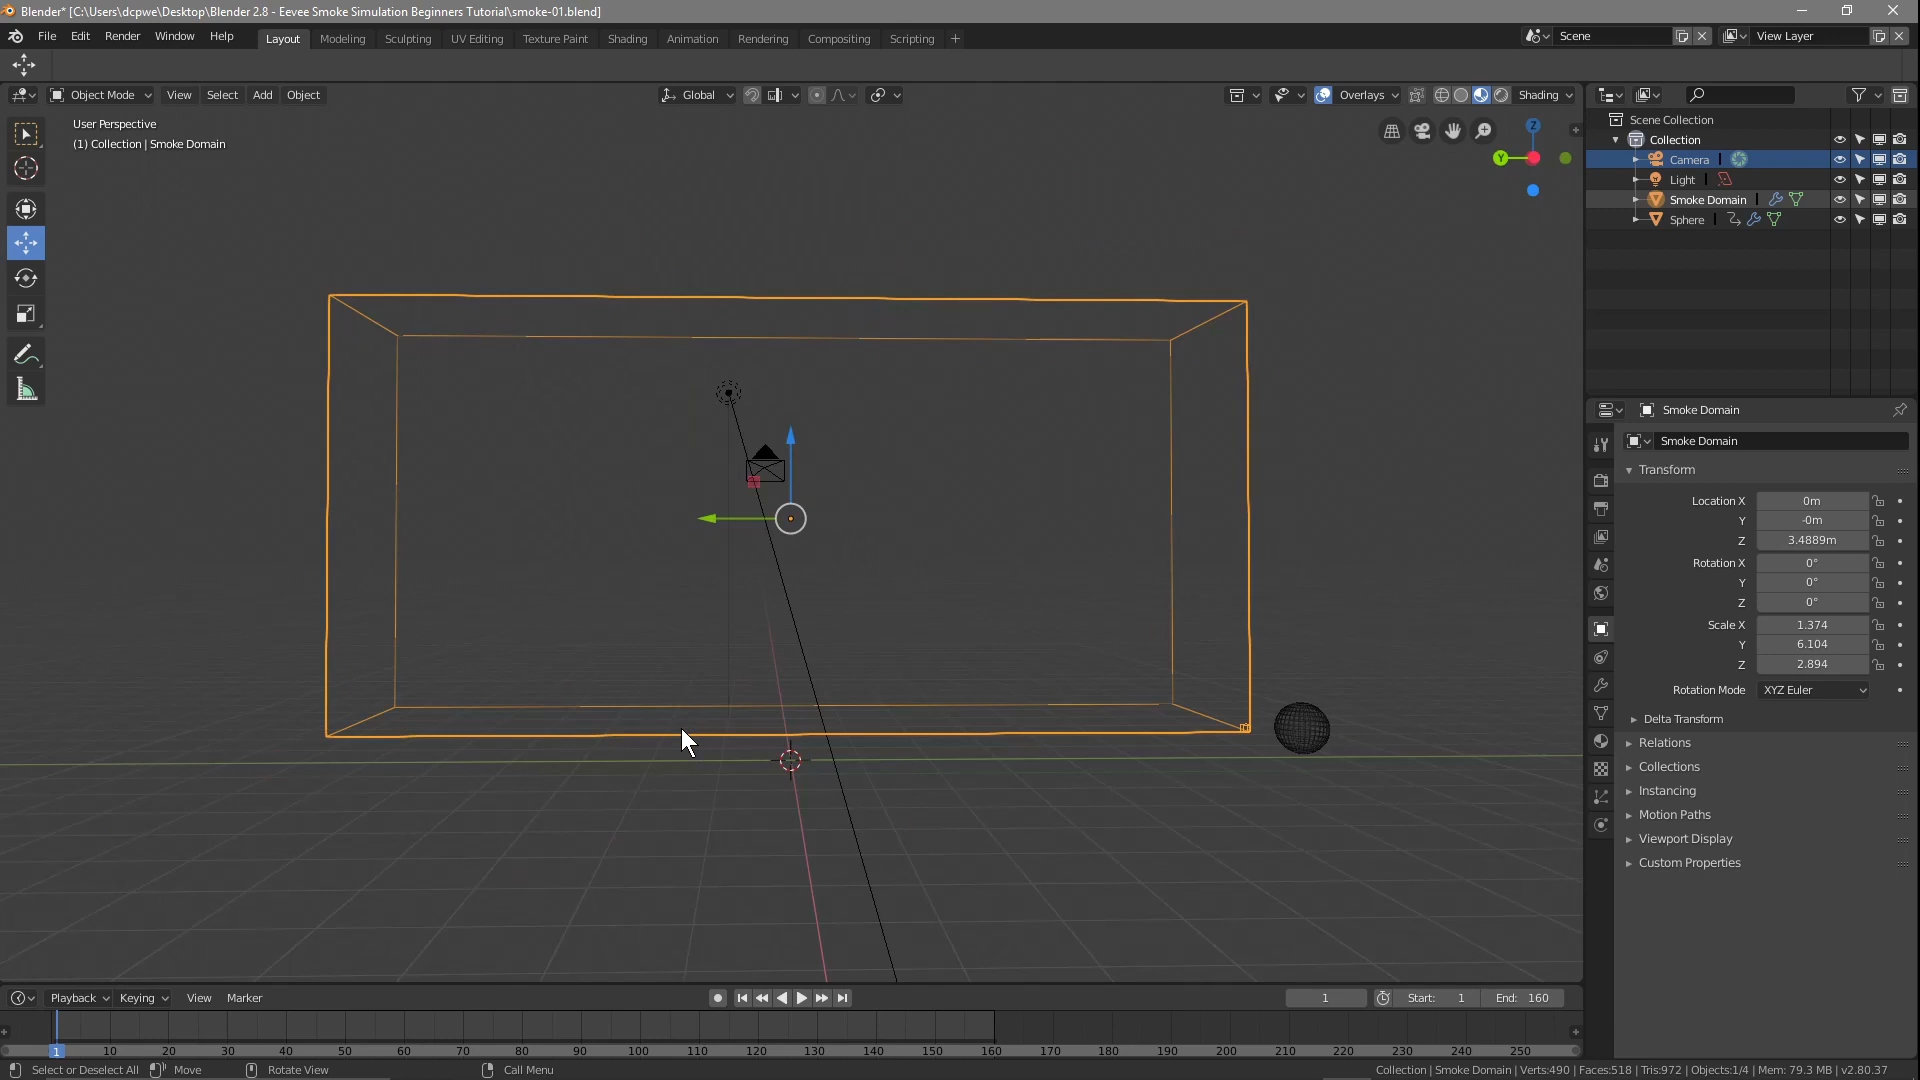 Blender* [C:\Users\dcpwe\Desktop\Blender 2.8 - Eevee Smoke Simulation Beginners Tutorial\smoke-01.blend]
File Edit Render Window Help Layout Modeling Sculpting UV Editing Texture Paint Shading Animation Rendering Compositing Scripting + Scene View Layer
Object Mode View Select Add Object Global Overlays Shading
User Perspective
(1) Collection | Smoke Domain
Z
Y
Scene Collection
Collection
Camera
Light
Smoke Domain
Sphere
Smoke Domain
Smoke Domain
Transform
Location X 0m
Y -0m
Z 3.4889m
Rotation X 0°
Y 0°
Z 0°
Scale X 1.374
Y 6.104
Z 2.894
Rotation Mode XYZ Euler
Delta Transform
Relations
Collections
Instancing
Motion Paths
Viewport Display
Custom Properties
Playback Keying View Marker 1 Start: 1 End: 160
1 10 20 30 40 50 60 70 80 90 100 110 120 130 140 150 160 170 180 190 200 210 220 230 240 250
Select or Deselect All Move Rotate View Call Menu Collection | Smoke Domain | Verts:490 | Faces:518 | Tris:972 | Objects:1/4 | Mem: 79.3 MB | v2.80.37